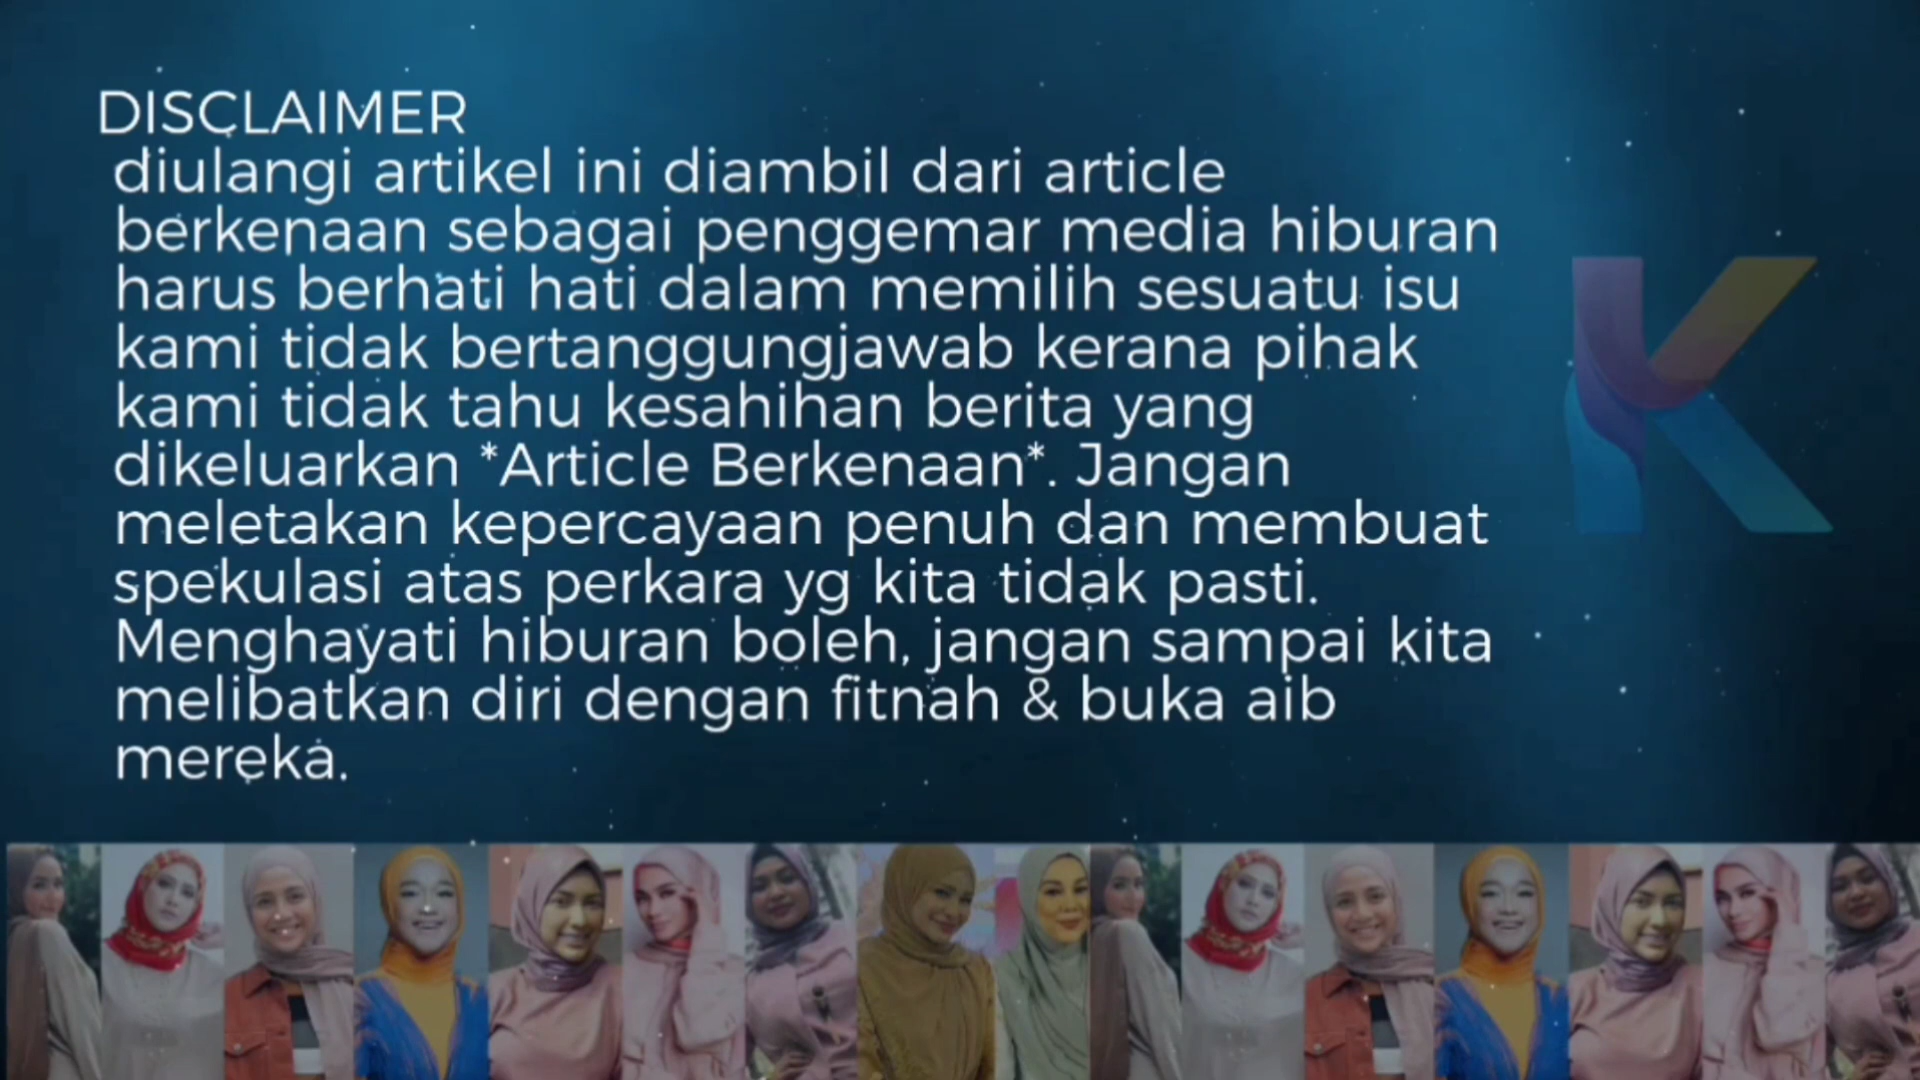 DISCLAIMER
diulangi artikel ini diambil dari article
berkenaan sebagai penggemar media hiburan
harus berhati hati dalam memilih sesuatu isu
kami tidak bertanggungjawab kerana pihak
kami tidak tahu kesahihan berita yang
dikeluarkan *Article Berkenaan*. Jangan
meletakan kepercayaan penuh dan membuat
spekulasi atas perkara yg kita tidak pasti.
Menghayati hiburan boleh, jangan sampai kita
melibatkan diri dengan fitnah & buka aib
mereka.
K